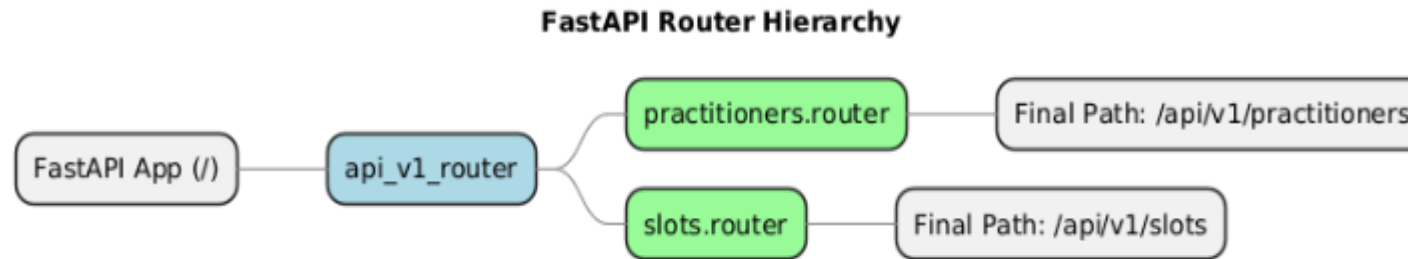 FastAPI Router Hierarchy
FastAPI App (/)
api_v1_router
practitioners.router
Final Path: /api/v1/practitioners
slots.router
Final Path: /api/v1/slots